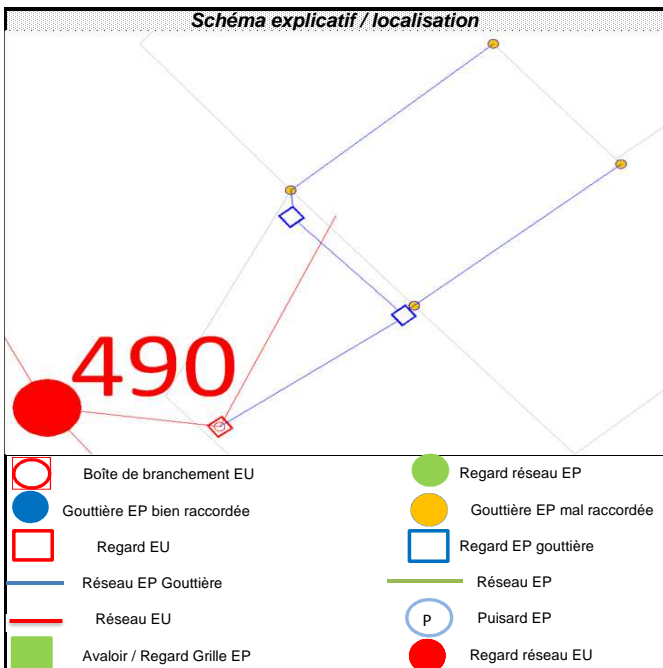 Schéma explicatif / localisation
490
Boîte de branchement EU
Regard réseau EP
Gouttière EP bien raccordée
Gouttière EP mal raccordée
Regard EU
Regard EP gouttière
Réseau EP Gouttière
Réseau EP
Réseau EU
P
Puisard EP
Avaloir / Regard Grille EP
Regard réseau EU